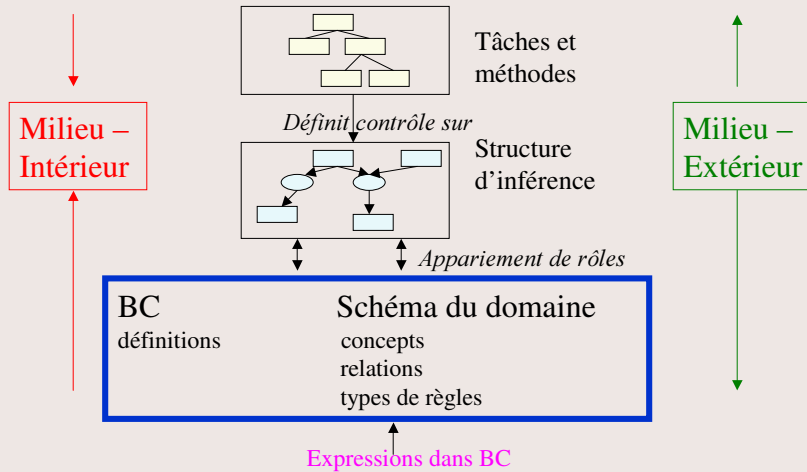 Tâches et
méthodes
Définit contrôle sur
Milieu –
Intérieur
Structure
d'inférence
Milieu –
Extérieur
Appariement de rôles
BC
définitions
Schéma du domaine
concepts
relations
types de règles
Expressions dans BC